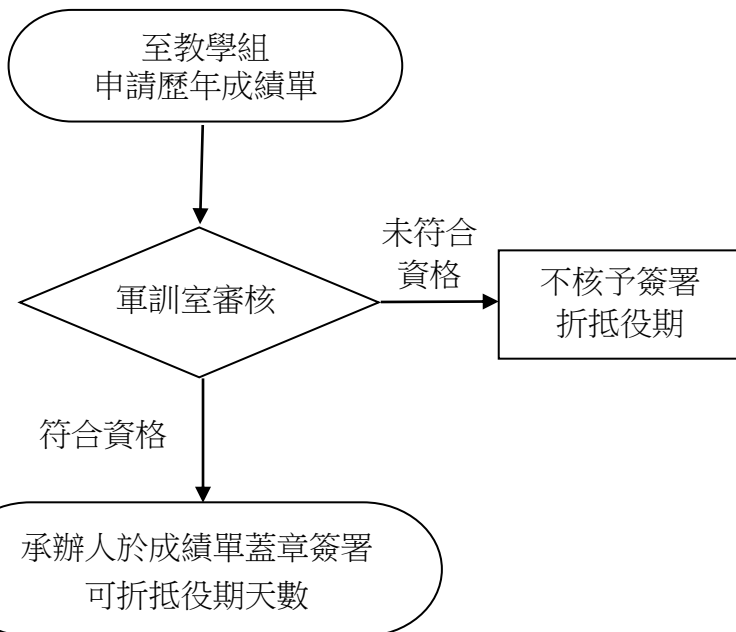 至教學組
申請歷年成績單
軍訓室審核
未符合
資格
不核予簽署
折抵役期
符合資格
承辦人於成績單蓋章簽署
可折抵役期天數